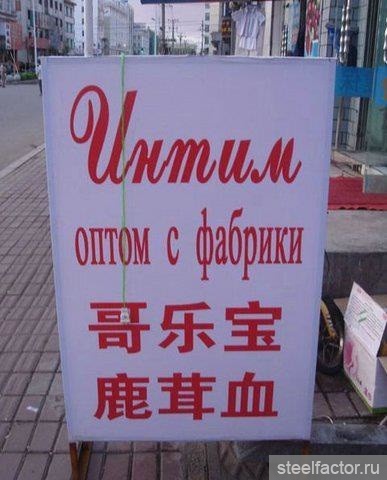 Интим
оптом с фабрики
哥乐宝
鹿茸血
steelfactor.ru